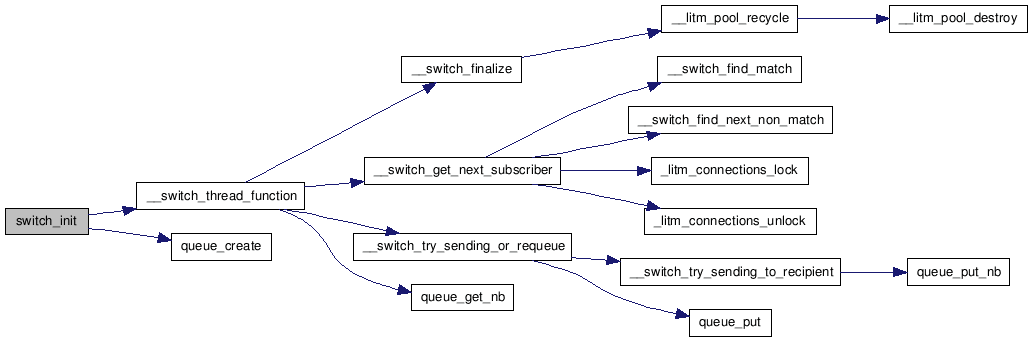 __litm_pool_recycle
__litm_pool_destroy
__switch_finalize
__switch_find_match
__switch_find_next_non_match
__switch_get_next_subscriber
_litm_connections_lock
__switch_thread_function
switch_init
_litm_connections_unlock
queue_create
__switch_try_sending_or_requeue
__switch_try_sending_to_recipient
queue_put_nb
queue_get_nb
queue_put